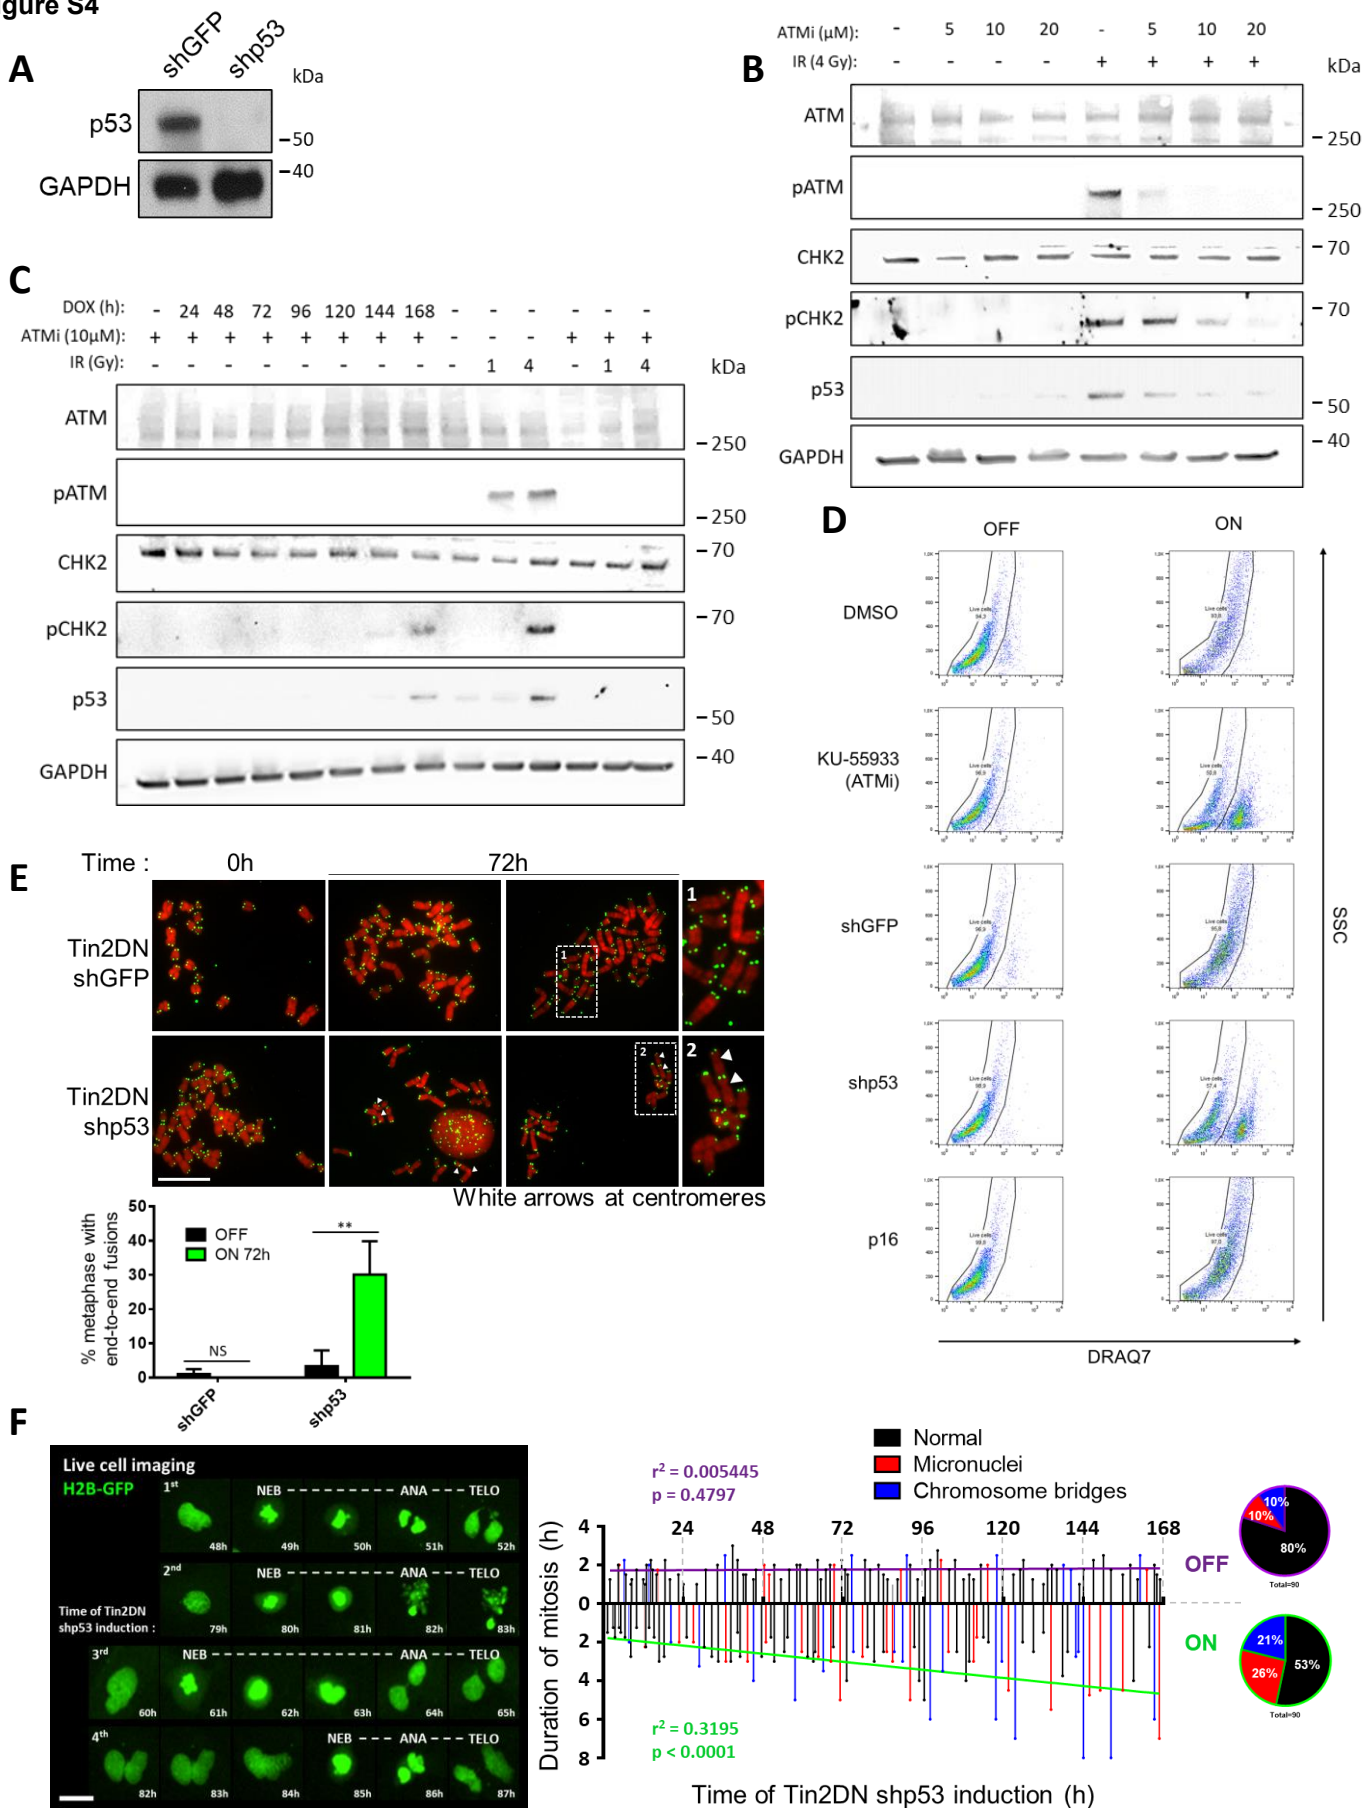 igure S4
A
shGFP
shp53
kDa
p53
50
GAPDH
40
B
ATMi (µM): - 5 10 20 - 5 10 20
IR (4 Gy): - - - - + + + +
kDa
ATM
250
pATM
250
CHK2
70
pCHK2
70
p53
50
GAPDH
40
C
DOX (h): - 24 48 72 96 120 144 168 - - - - - -
ATMi (10µM): + + + + + + + + - - - + + +
IR (Gy): - - - - - - - - - 1 4 - 1 4
kDa
ATM
250
pATM
250
CHK2
70
pCHK2
70
p53
50
GAPDH
40
D
OFF
ON
DMSO
KU-55933
(ATMi)
shGFP
shp53
p16
Live cells
SSC
DRAQ7
E
Time :
0h
72h
Tin2DN
shGFP
1
1
Tin2DN
shp53
2
2
White arrows at centromeres
% metaphase with
end-to-end fusions
50
40
30
20
10
0
OFF
ON 72h
NS
**
shGFP
shp53
F
Live cell imaging
H2B-GFP
1st
NEB
ANA
TELO
48h 49h 50h 51h 52h
2nd
NEB
ANA
TELO
Time of Tin2DN
shp53 induction :
79h 80h 81h 82h 83h
3rd
NEB
ANA
TELO
60h 61h 62h 63h 64h 65h
4th
NEB
ANA
TELO
82h 83h 84h 85h 86h 87h
Normal
Micronuclei
Chromosome bridges
r² = 0.005445
p = 0.4797
Duration of mitosis (h)
4
2
0
2
4
6
8
24 48 72 96 120 144 168
r² = 0.3195
p < 0.0001
Time of Tin2DN shp53 induction (h)
OFF
10%
10%
80%
Total=90
ON
21%
26%
53%
Total=90